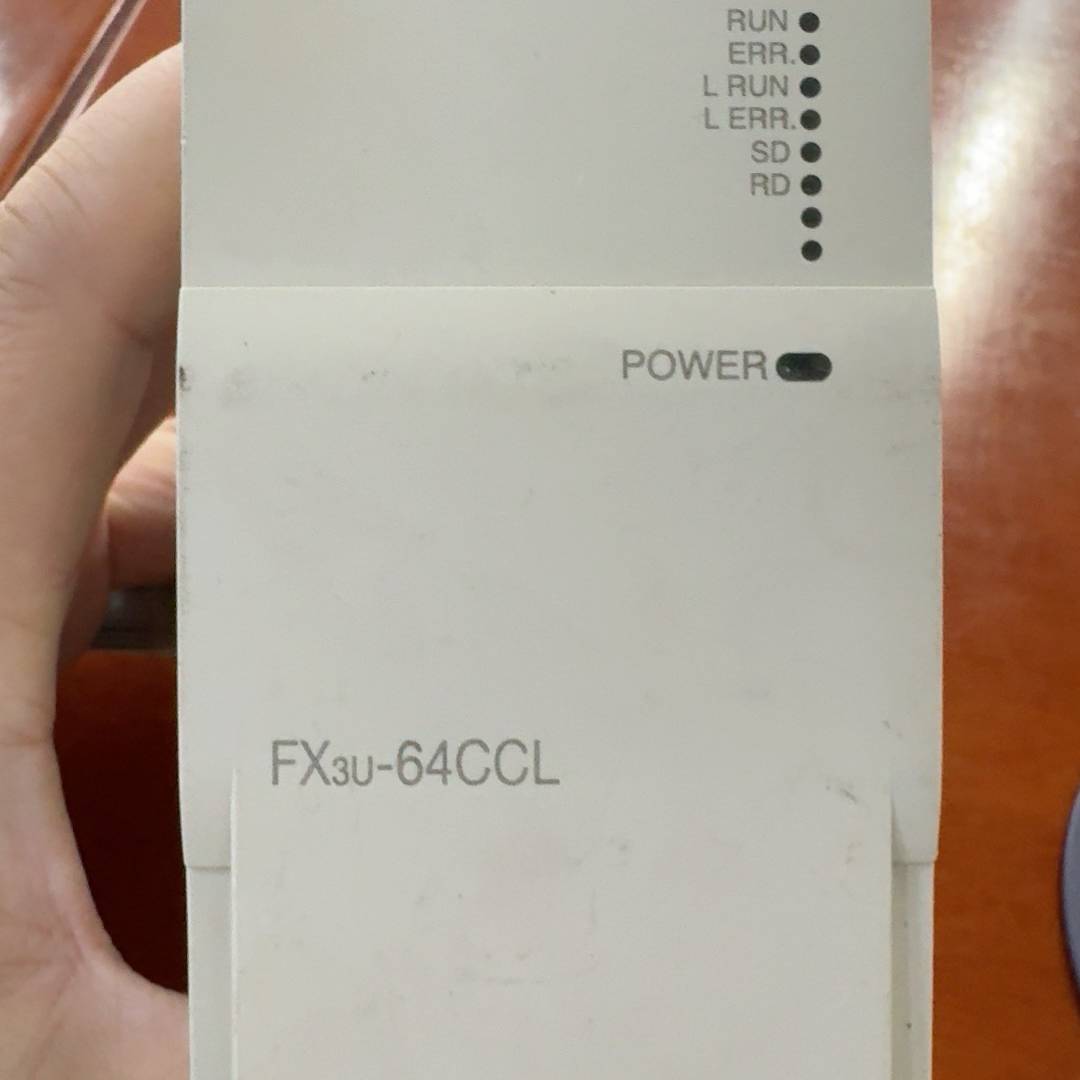 RUN
ERR.
L RUN
L ERR.
SD
RD
POWER
FX3U-64CCL